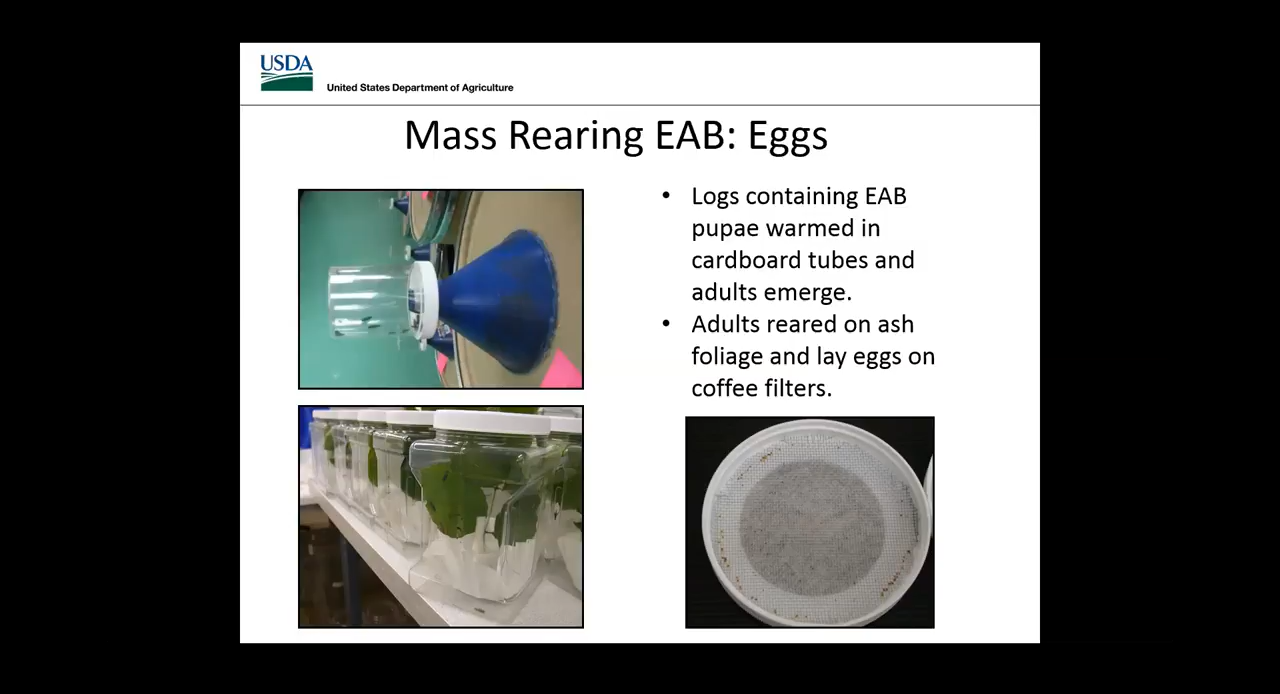 USDA
United States Department of Agriculture
Mass Rearing EAB: Eggs
• Logs containing EAB
pupae warmed in
cardboard tubes and
adults emerge.
• Adults reared on ash
foliage and lay eggs on
coffee filters.